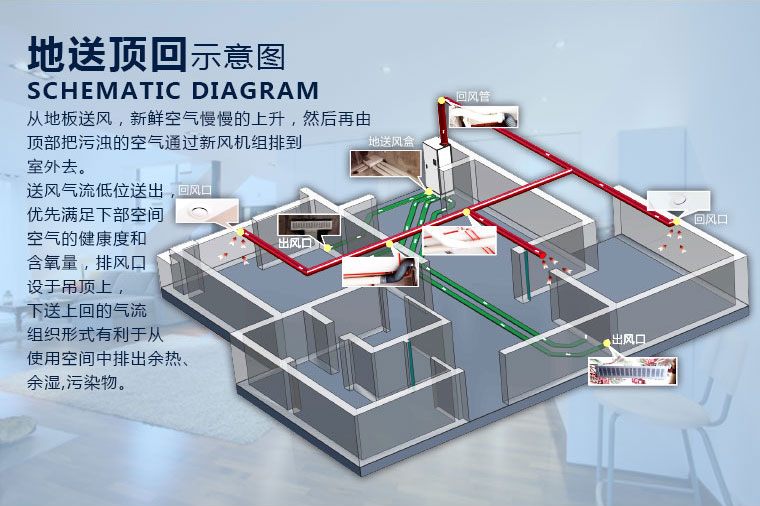 地送顶回示意图
SCHEMATIC DIAGRAM
从地板送风，新鲜空气慢慢的上升，然后再由
顶部把污浊的空气通过新风机组排到
室外去。
送风气流低位送出，
优先满足下部空间
空气的健康度和
含氧量，排风口
设于吊顶上，
下送上回的气流
组织形式有利于从
使用空间中排出余热、
余湿,污染物。
回风管
地送风盒
回风口
出风口
回风口
出风口